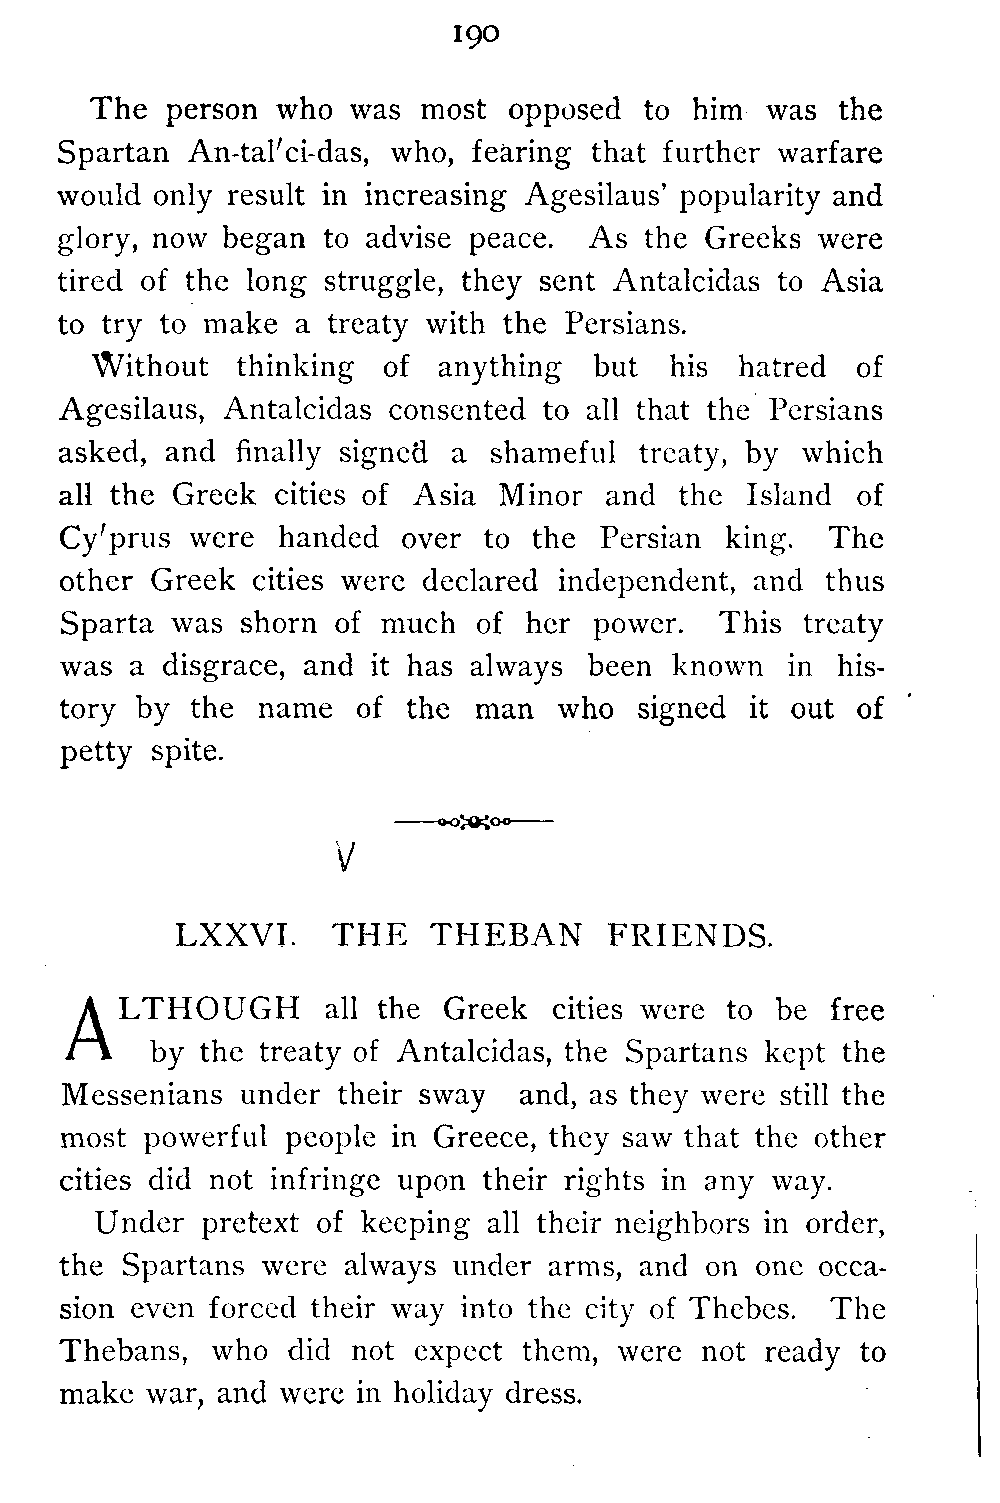 190
The person who was most opposed to him was the
Spartan An-tal′ci-das, who, fearing that further warfare
would only result in increasing Agesilaus’ popularity and
glory, now began to advise peace. As the Greeks were
tired of the long struggle, they sent Antalcidas to Asia
to try to make a treaty with the Persians.
Without thinking of anything but his hatred of
Agesilaus, Antalcidas consented to all that the Persians
asked, and finally signed a shameful treaty, by which
all the Greek cities of Asia Minor and the Island of
Cy′prus were handed over to the Persian king. The
other Greek cities were declared independent, and thus
Sparta was shorn of much of her power. This treaty
was a disgrace, and it has always been known in his-
tory by the name of the man who signed it out of
petty spite.
V
LXXVI. THE THEBAN FRIENDS.
ALTHOUGH all the Greek cities were to be free
by the treaty of Antalcidas, the Spartans kept the
Messenians under their sway and, as they were still the
most powerful people in Greece, they saw that the other
cities did not infringe upon their rights in any way.
Under pretext of keeping all their neighbors in order,
the Spartans were always under arms, and on one occa-
sion even forced their way into the city of Thebes. The
Thebans, who did not expect them, were not ready to
make war, and were in holiday dress.